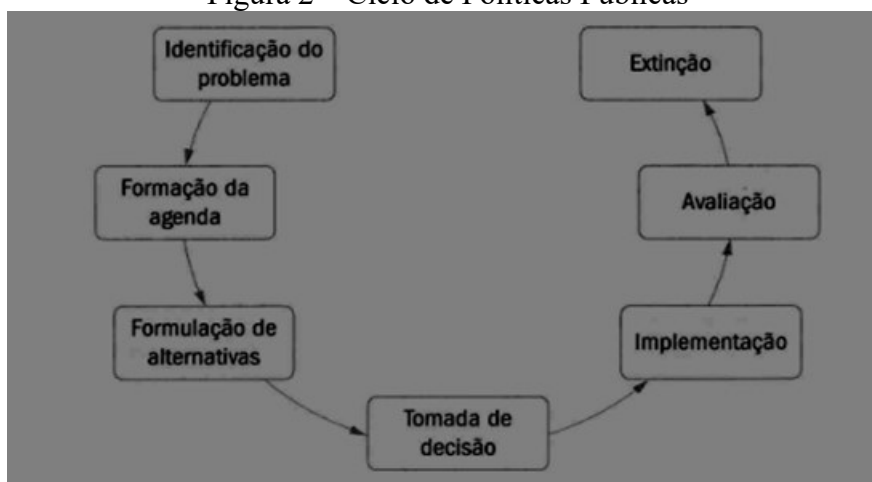 Figura 2 – Ciclo de Políticas Públicas
Identificação do
problema
Formação da
agenda
Formulação de
alternativas
Tomada de
decisão
Implementação
Avaliação
Extinção